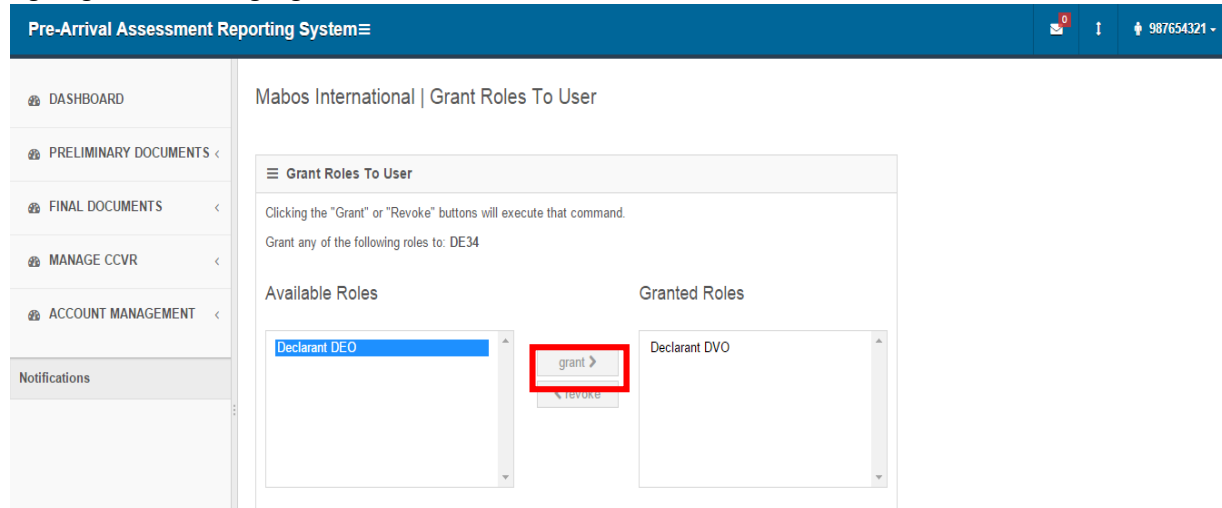 Pre-Arrival Assessment Reporting System
0
987654321
DASHBOARD
Mabos International | Grant Roles To User
PRELIMINARY DOCUMENTS
Grant Roles To User
FINAL DOCUMENTS
Clicking the "Grant" or "Revoke" buttons will execute that command.
Grant any of the following roles to: DE34
MANAGE CCVR
Available Roles
Granted Roles
ACCOUNT MANAGEMENT
Declarant DEO
grant
Declarant DVO
Notifications
revoke